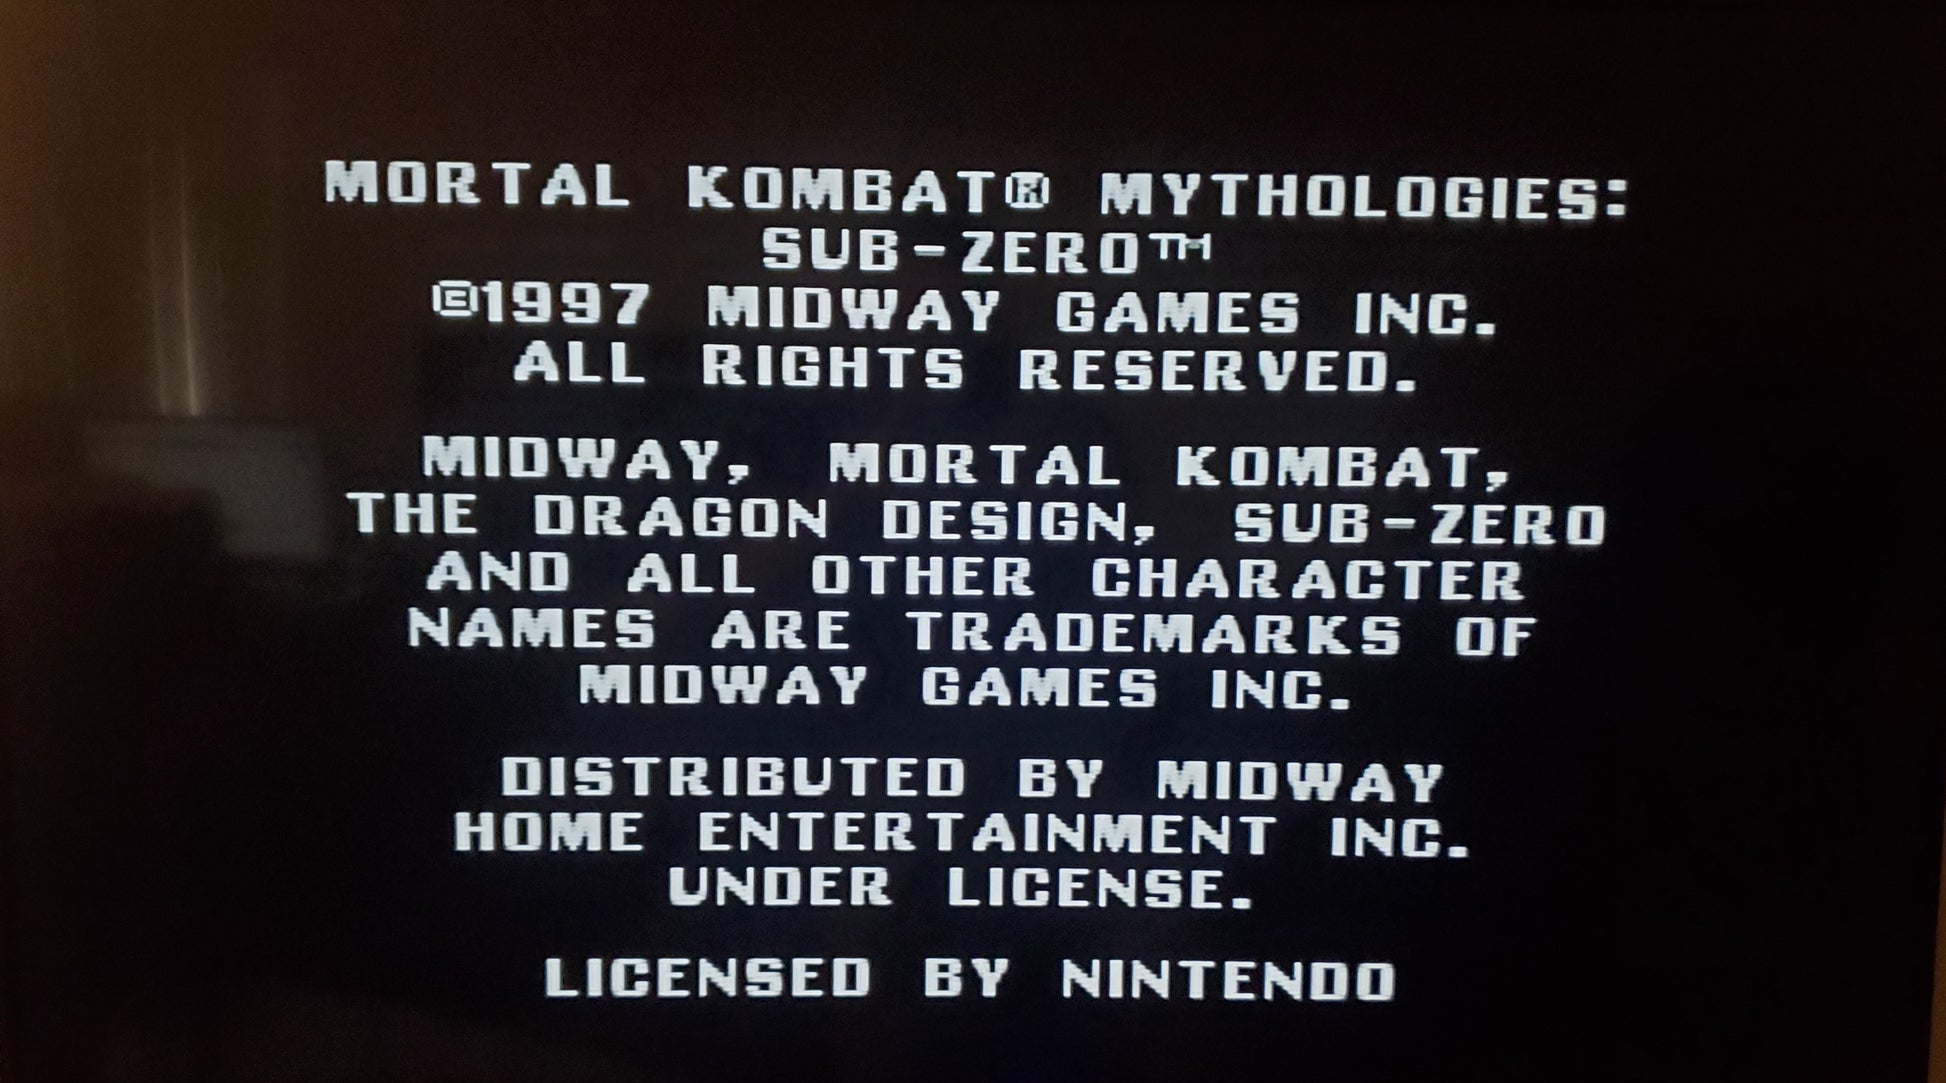 MORTAL KOMBAT® MYTHOLOGIES:
SUB-ZERO™
©1997 MIDWAY GAMES INC.
ALL RIGHTS RESERVED.
MIDWAY, MORTAL KOMBAT,
THE DRAGON DESIGN, SUB-ZERO
AND ALL OTHER CHARACTER
NAMES ARE TRADEMARKS OF
MIDWAY GAMES INC.
DISTRIBUTED BY MIDWAY
HOME ENTERTAINMENT INC.
UNDER LICENSE.
LICENSED BY NINTENDO